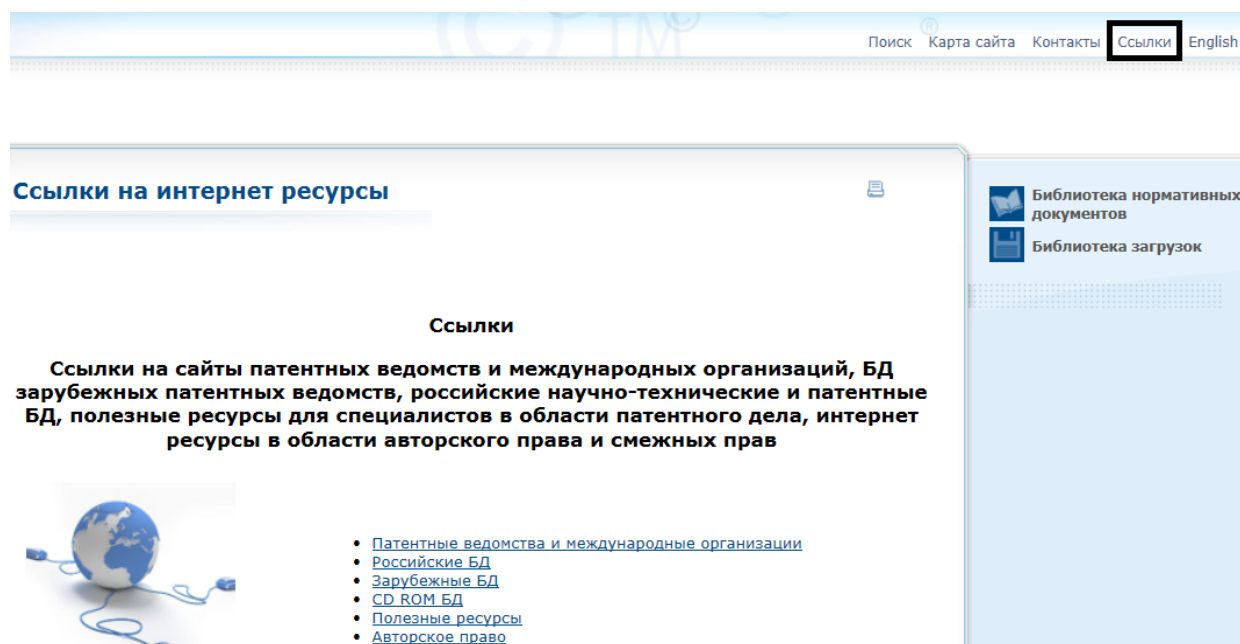 © TM © ®
Поиск Карта сайта Контакты Ссылки English
Ссылки на интернет ресурсы
Библиотека нормативных
документов
Библиотека загрузок
Ссылки
Ссылки на сайты патентных ведомств и международных организаций, БД
зарубежных патентных ведомств, российские научно-технические и патентные
БД, полезные ресурсы для специалистов в области патентного дела, интернет
ресурсы в области авторского права и смежных прав
• Патентные ведомства и международные организации
• Российские БД
• Зарубежные БД
• CD ROM БД
• Полезные ресурсы
• Авторское право